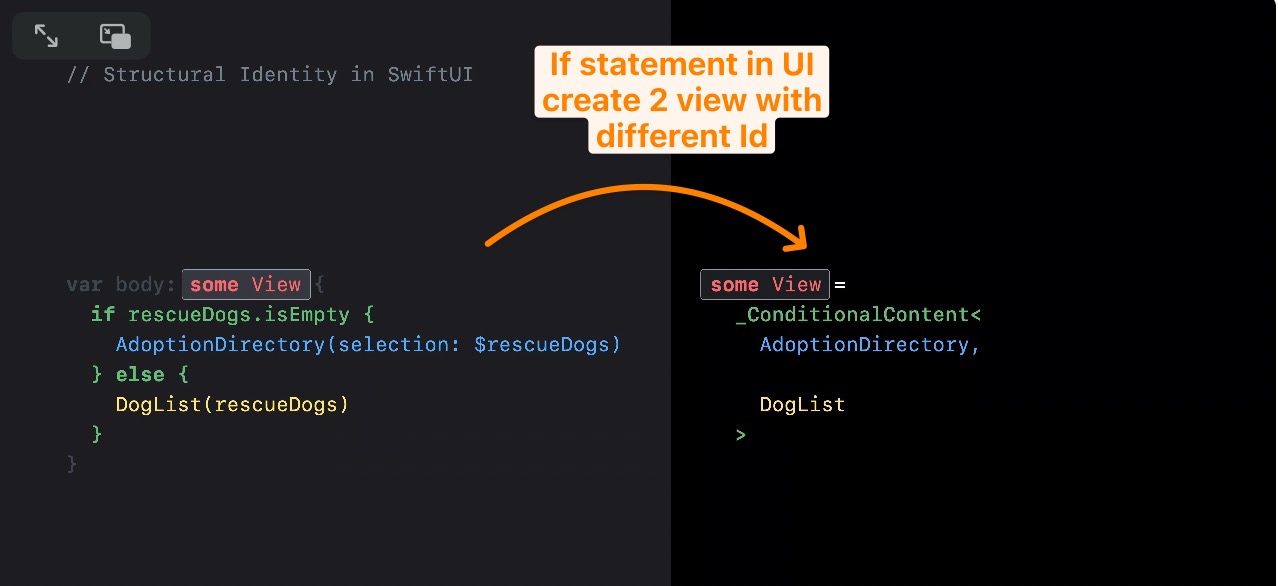 // Structural Identity in SwiftUI
If statement in UI
create 2 view with
different Id
var body: some View {
if rescueDogs.isEmpty {
AdoptionDirectory(selection: $rescueDogs)
} else {
DogList(rescueDogs)
}
}
some View =
_ConditionalContent<
AdoptionDirectory,
DogList
>